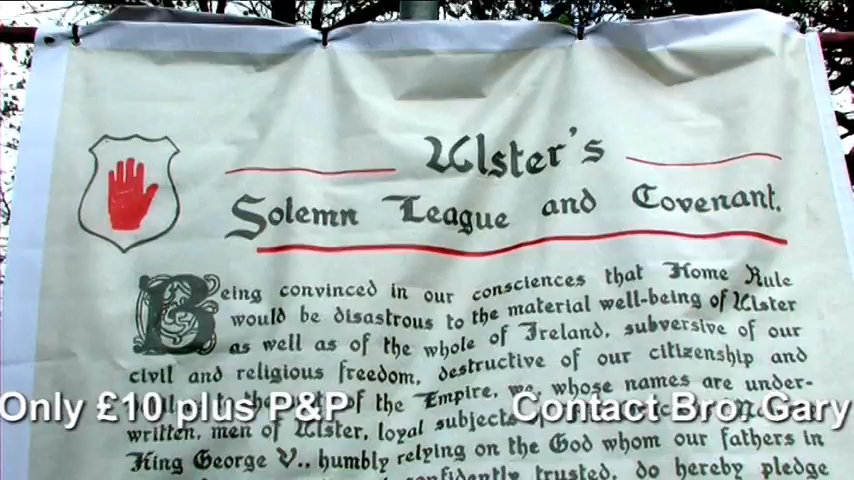 Ulster's
Solemn League and Covenant.
Being convinced in our consciences that Home Rule
would be disastrous to the material well-being of Ulster
as well as of the whole of Ireland, subversive of our
civil and religious freedom, destructive of our citizenship and
to the of the Empire, we, whose names are under-
Only £10 plus P&P Contact Bro. Gary
written, men of Ulster, loyal subjects
King George V., humbly relying on the God whom our fathers in
confidently trusted, do hereby pledge